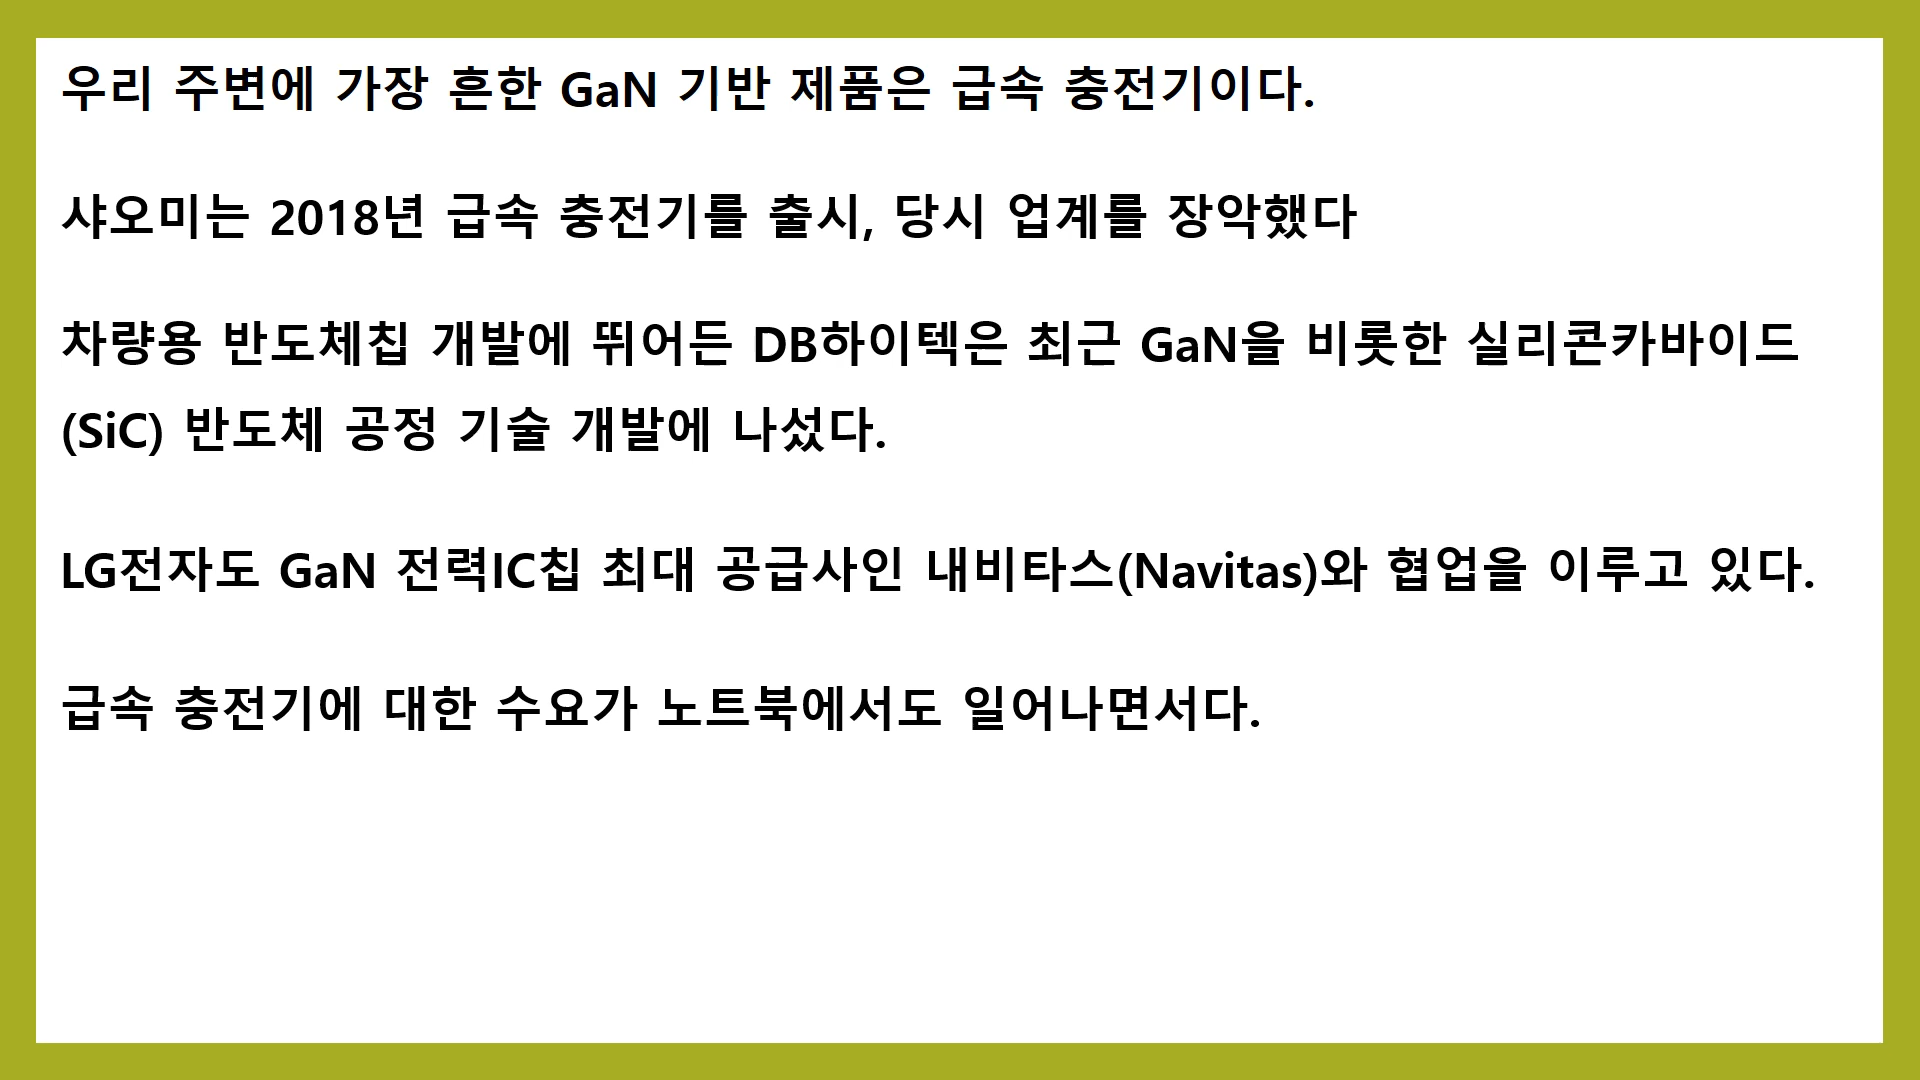 우리 주변에 가장 흔한 GaN 기반 제품은 급속 충전기이다.
샤오미는 2018년 급속 충전기를 출시, 당시 업계를 장악했다
차량용 반도체칩 개발에 뛰어든 DB하이텍은 최근 GaN을 비롯한 실리콘카바이드
(SiC) 반도체 공정 기술 개발에 나섰다.
LG전자도 GaN 전력IC칩 최대 공급사인 내비타스(Navitas)와 협업을 이루고 있다.
급속 충전기에 대한 수요가 노트북에서도 일어나면서다.